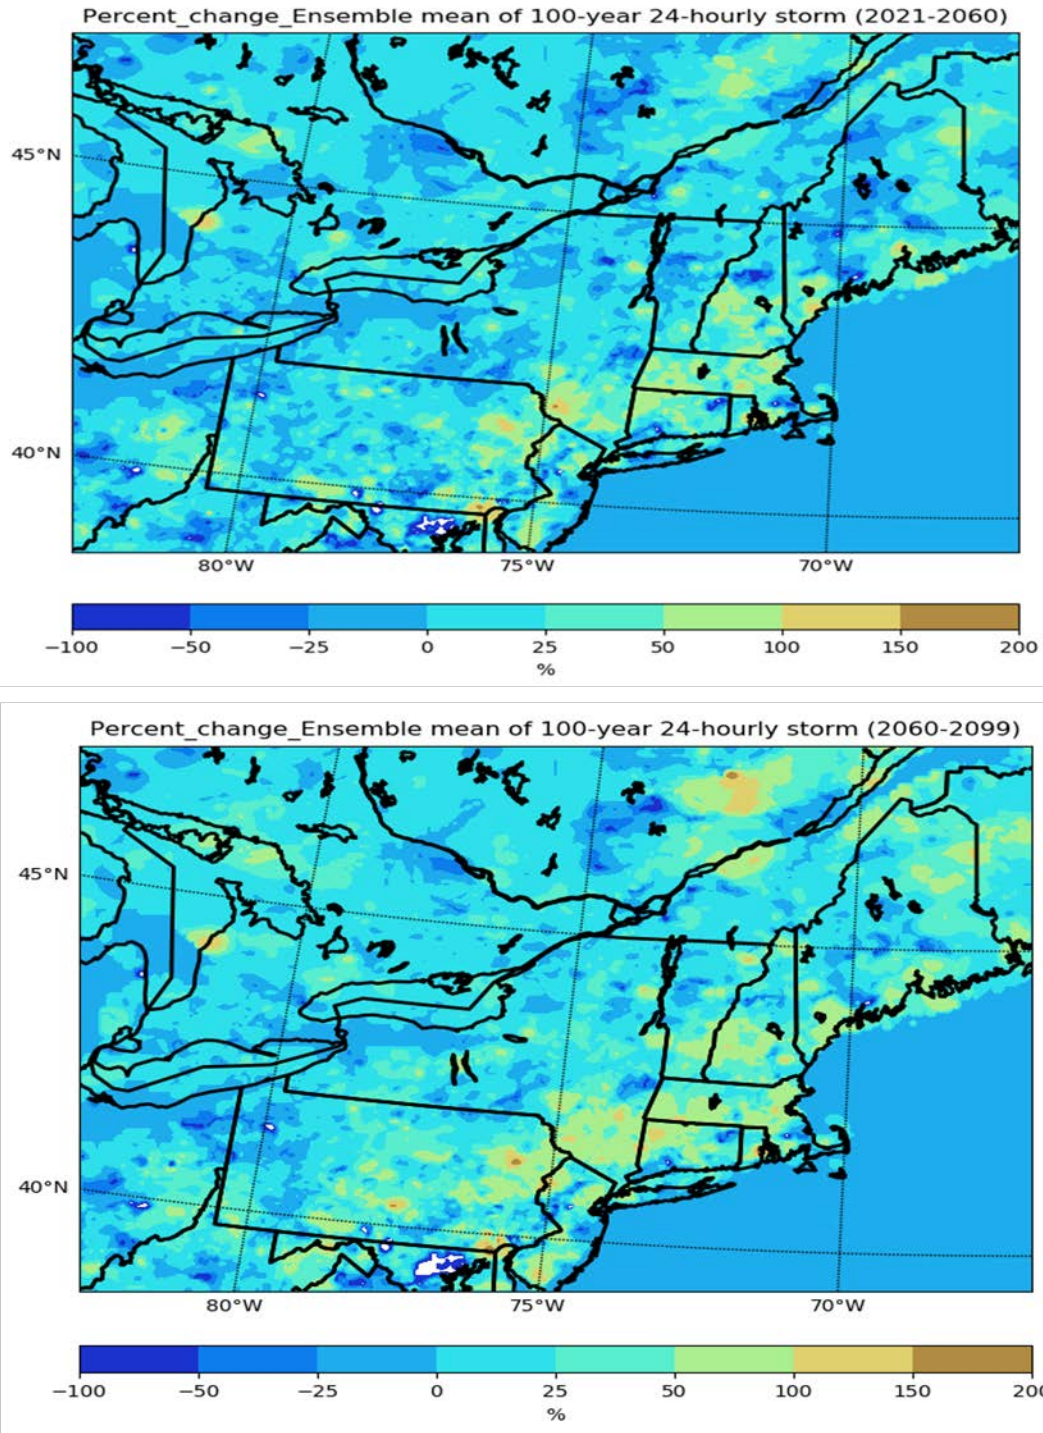 Percent_change_Ensemble mean of 100-year 24-hourly storm (2021-2060)
45°N
40°N
80°W 75°W 70°W
−100 −50 −25 0 25 50 100 150 200
%
Percent_change_Ensemble mean of 100-year 24-hourly storm (2060-2099)
45°N
40°N
80°W 75°W 70°W
−100 −50 −25 0 25 50 100 150 200
%